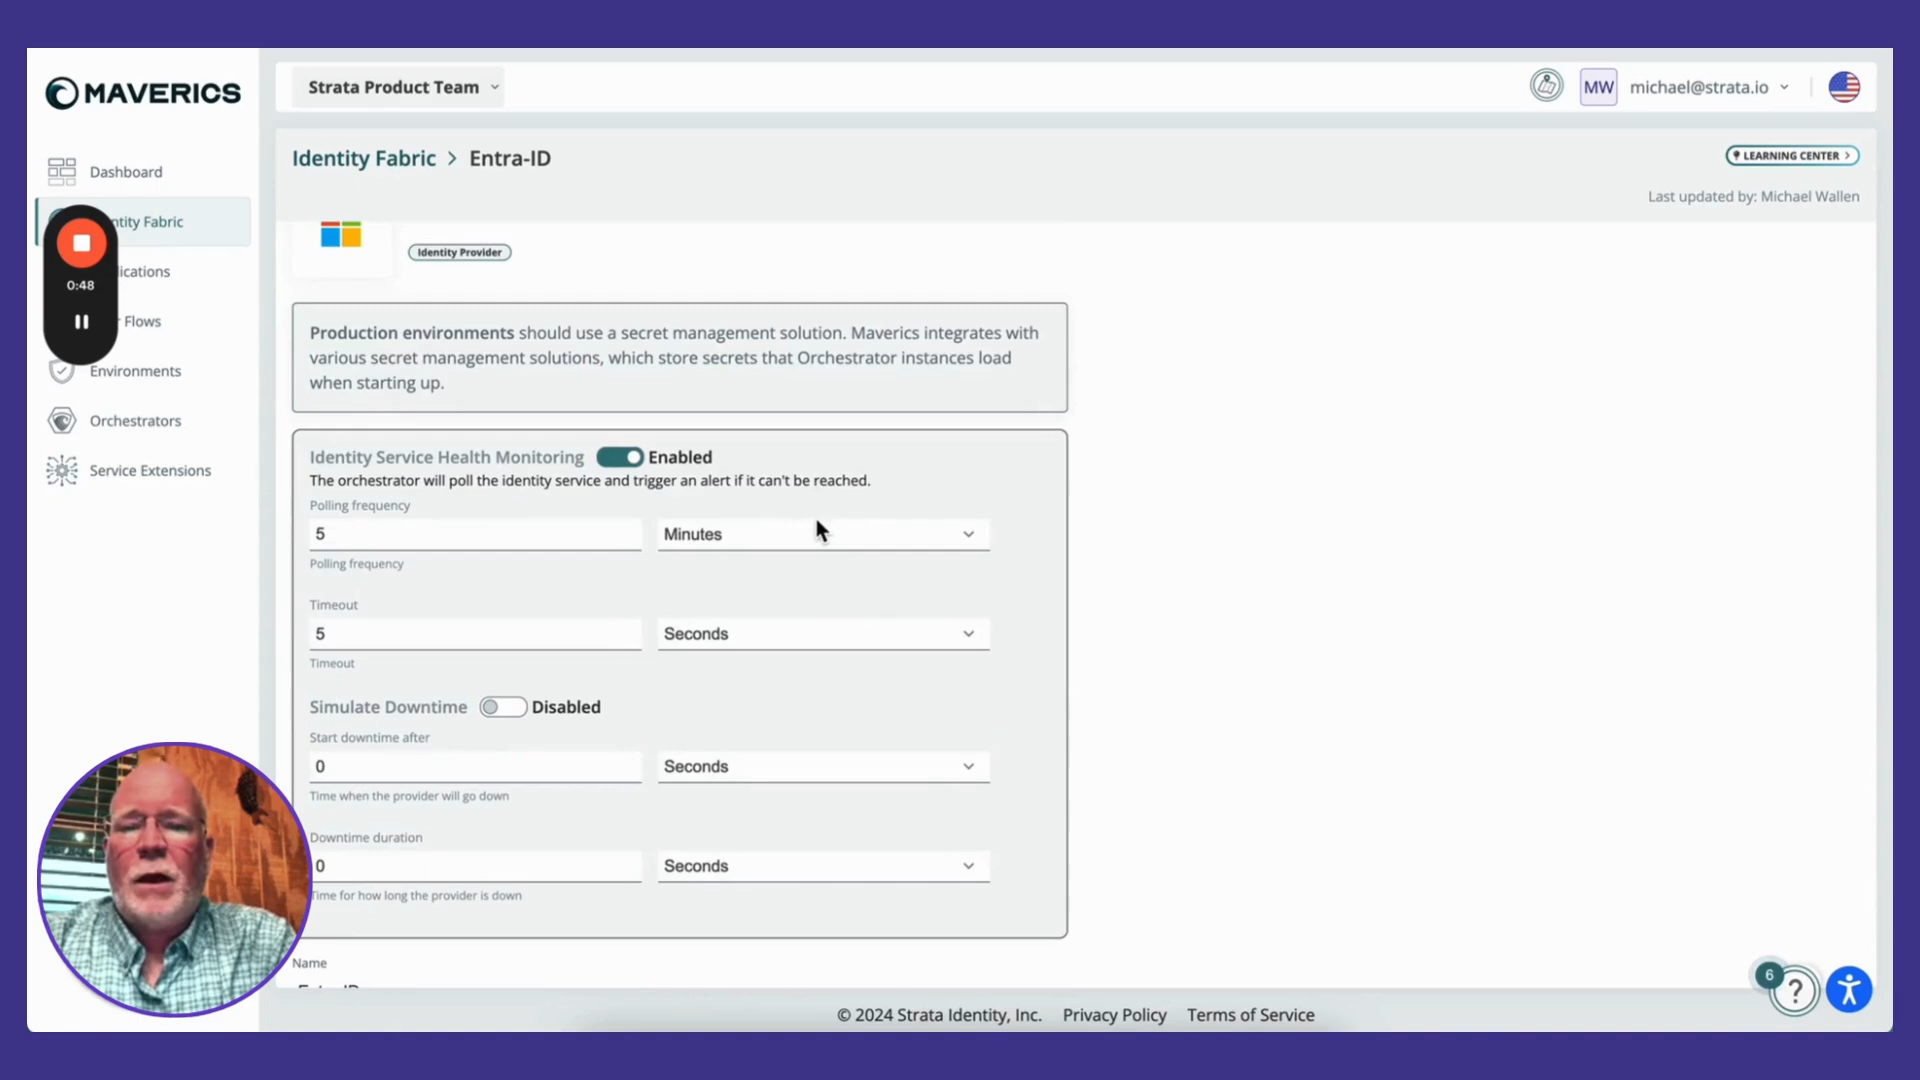 MAVERICS
Strata Product Team
MW
michael@strata.io
Dashboard
ntity Fabric
lications
Flows
Environments
Orchestrators
Service Extensions
0:48
Identity Fabric > Entra-ID
LEARNING CENTER >
Last updated by: Michael Wallen
Identity Provider
Production environments should use a secret management solution. Maverics integrates with
various secret management solutions, which store secrets that Orchestrator instances load
when starting up.
Identity Service Health Monitoring Enabled
The orchestrator will poll the identity service and trigger an alert if it can't be reached.
Polling frequency
5 Minutes
Polling frequency
Timeout
5 Seconds
Timeout
Simulate Downtime Disabled
Start downtime after
0 Seconds
Time when the provider will go down
Downtime duration
0 Seconds
Time for how long the provider is down
Name
6
?
© 2024 Strata Identity, Inc. Privacy Policy Terms of Service